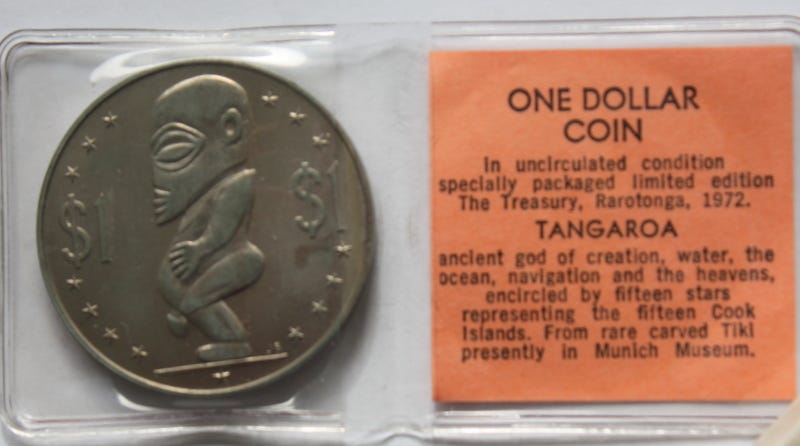 $1 $1
ONE DOLLAR
COIN
In uncirculated condition
specially packaged limited edition
The Treasury, Rarotonga, 1972.
TANGAROA
ancient god of creation, water, the
ocean, navigation and the heavens,
encircled by fifteen stars
representing the fifteen Cook
Islands. From rare carved Tiki
presently in Munich Museum.